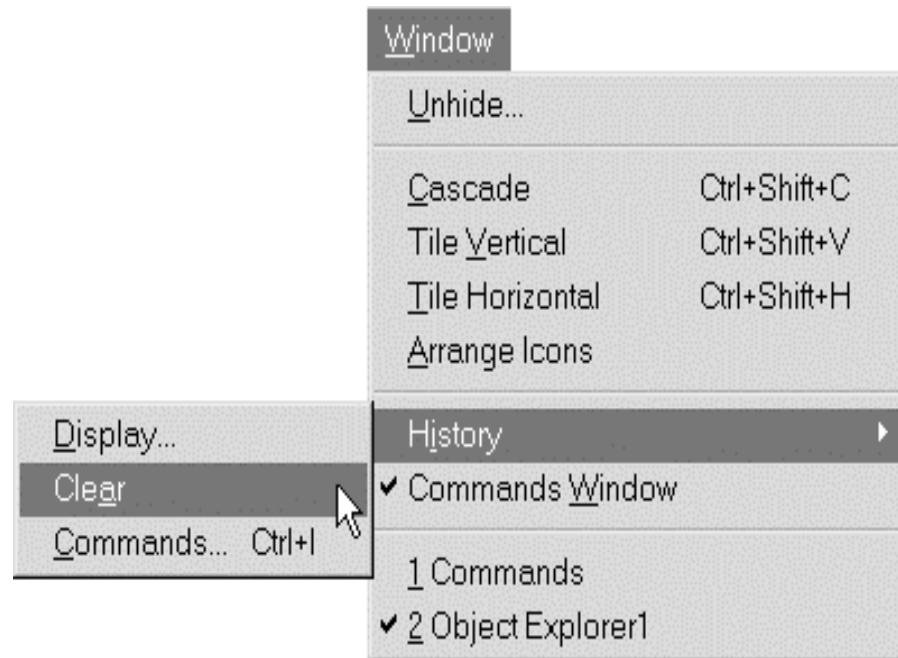 Window
Unhide...
Cascade Ctrl+Shift+C
Tile Vertical Ctrl+Shift+V
Tile Horizontal Ctrl+Shift+H
Arrange Icons
History
Commands Window
1 Commands
2 Object Explorer1
Display...
Clear
Commands... Ctrl+I